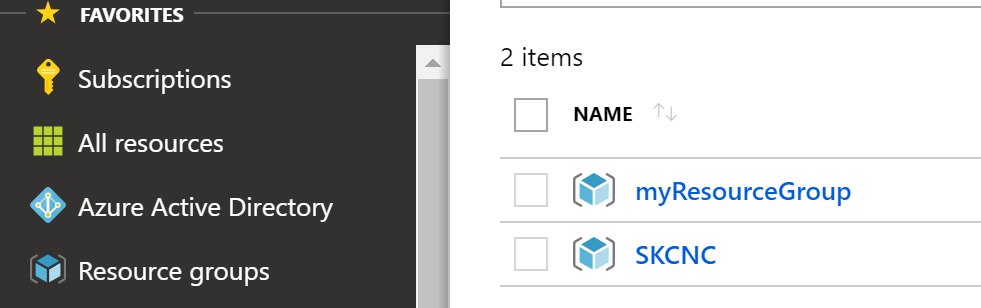 FAVORITES
Subscriptions
All resources
Azure Active Directory
Resource groups
2 items
NAME
myResourceGroup
SKCNC